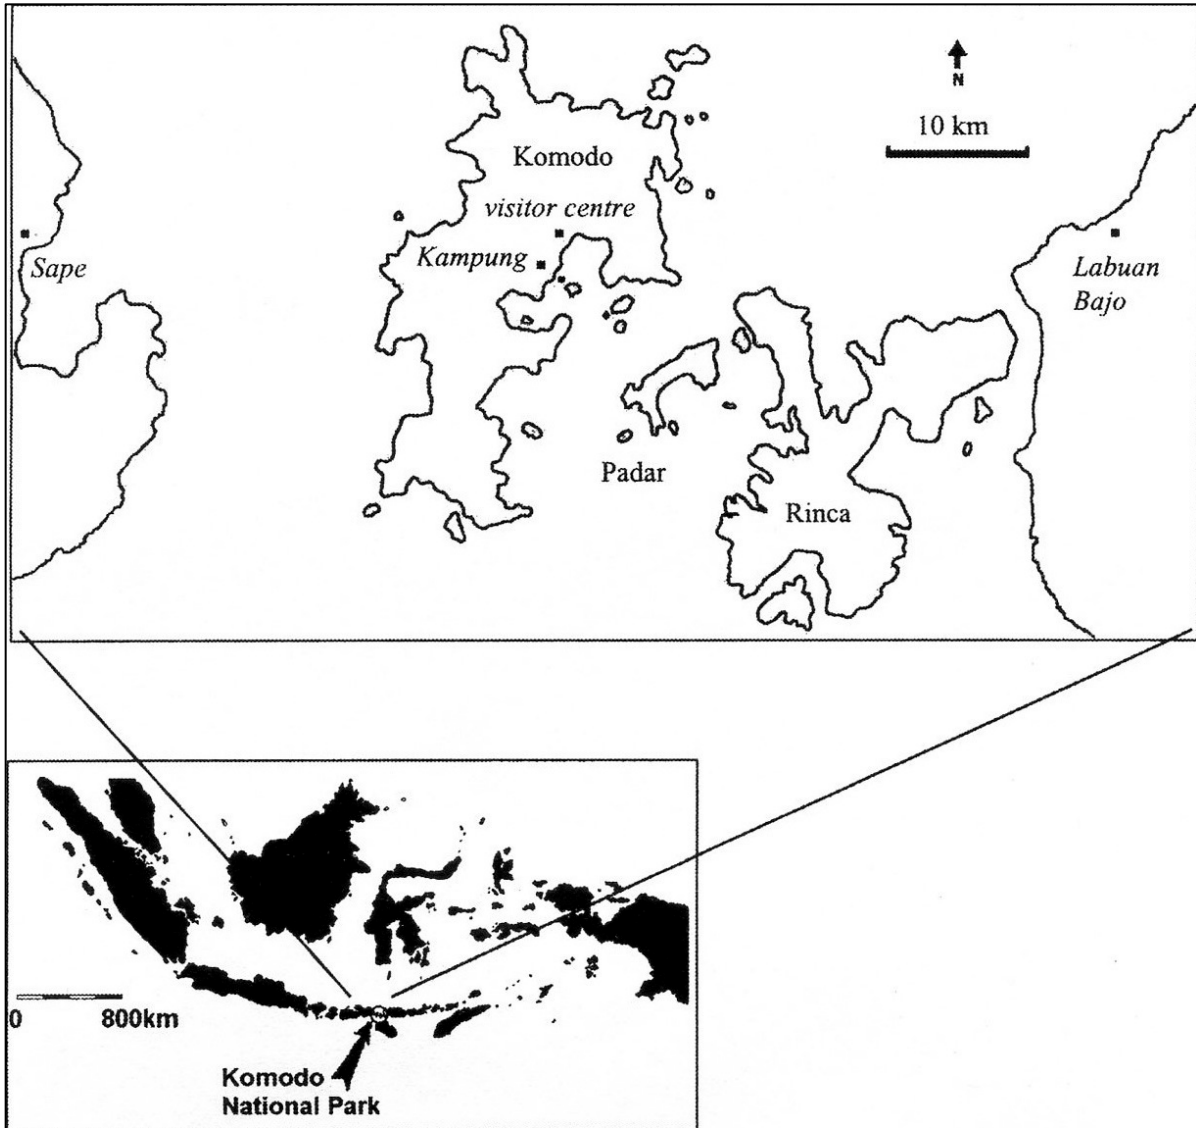 N
10 km
Komodo
visitor centre
Kampung
Sape
Labuan
Bajo
Padar
Rinca
0 800km
Komodo
National Park